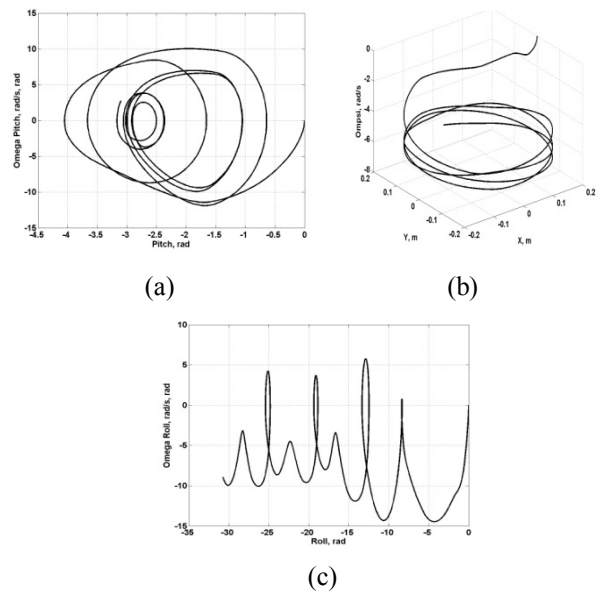 15
10
5
0
-5
-10
-15
-4.5 -4 -3.5 -3 -2.5 -2 -1.5 -1 -0.5 0
Omega Pitch, rad/s, rad
Pitch, rad
(a)
0
-2
-4
-6
-8
Ompsi, rad/s
0.2
0.1
0
-0.1
-0.2
Y, m
-0.2
-0.1
0
0.1
0.2
X, m
(b)
10
5
0
-5
-10
-15
-35 -30 -25 -20 -15 -10 -5 0
Omega Roll, rad/s, rad
Roll, rad
(c)